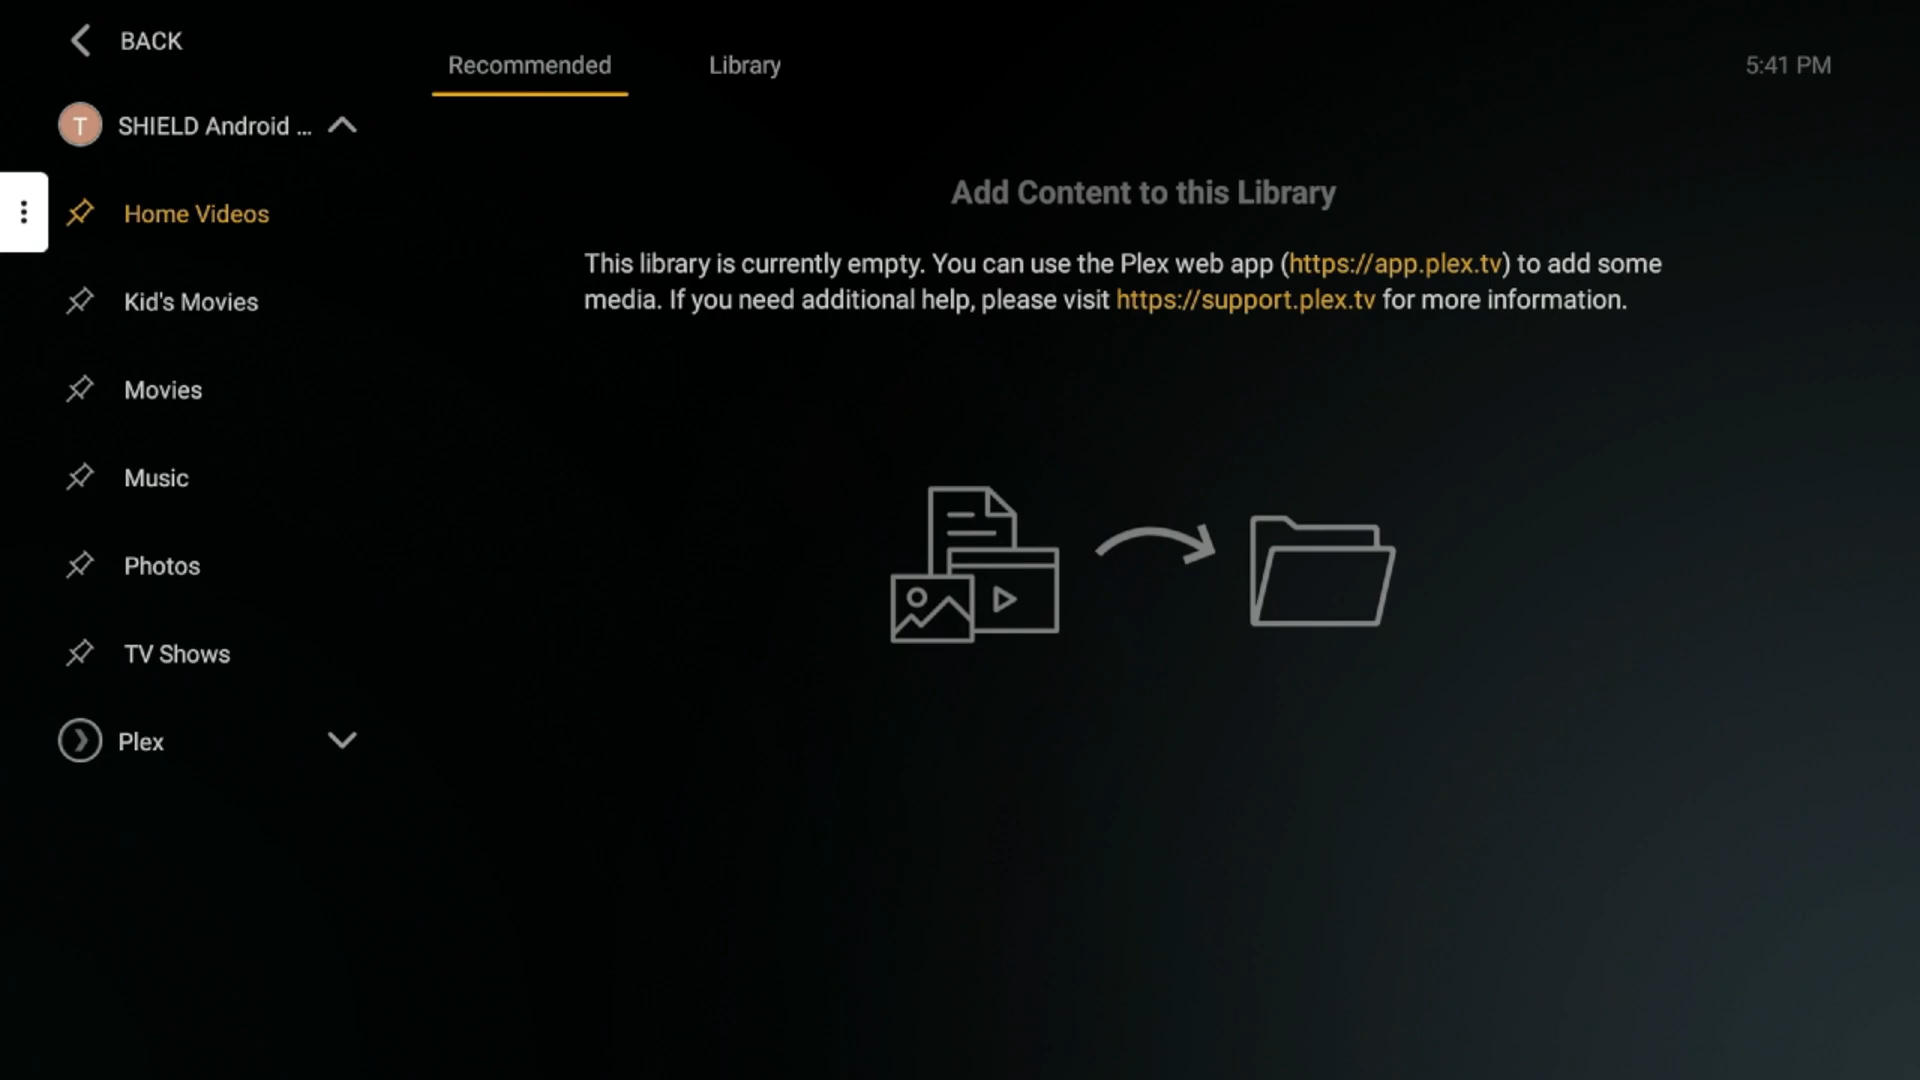 BACK
Recommended
Library
5:41 PM
T
SHIELD Android ...
Home Videos
Kid's Movies
Movies
Music
Photos
TV Shows
Plex
Add Content to this Library
This library is currently empty. You can use the Plex web app (https://app.plex.tv) to add some
media. If you need additional help, please visit https://support.plex.tv for more information.